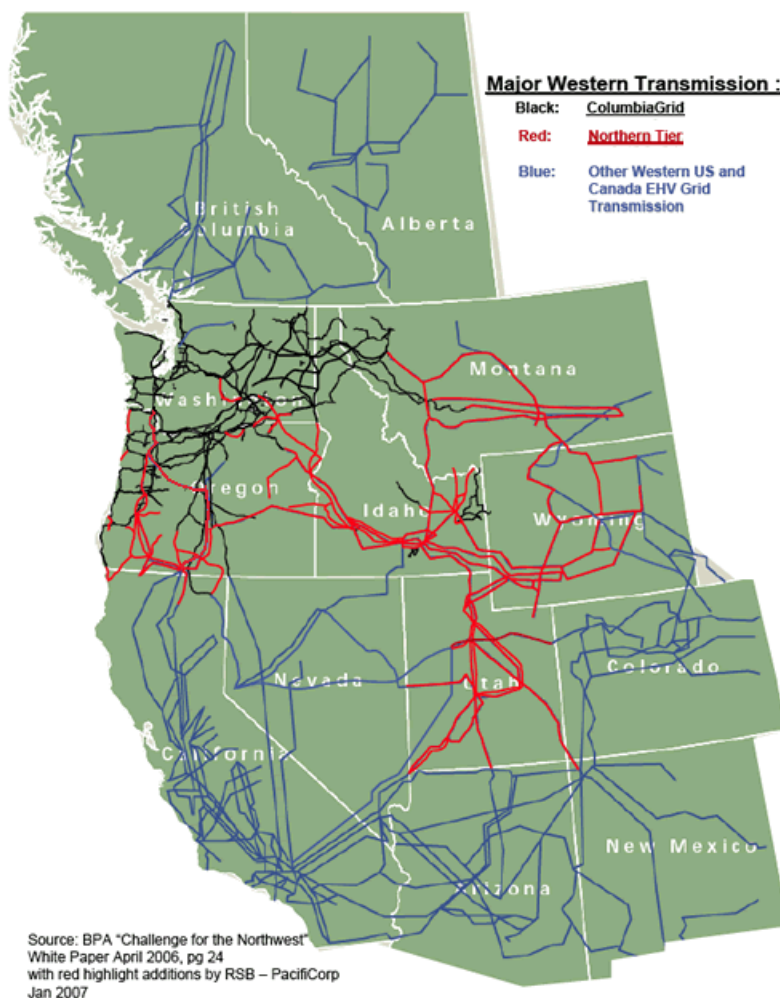 Major Western Transmission :
Black: ColumbiaGrid
Red: Northern Tier
Blue: Other Western US and
Canada EHV Grid
Transmission
British
Columbia
Alberta
Washington
Montana
Oregon
Idaho
Wyoming
Nevada
Utah
Colorado
California
Arizona
New Mexico
Source: BPA “Challenge for the Northwest”
White Paper April 2006, pg 24
with red highlight additions by RSB – PacifiCorp
Jan 2007